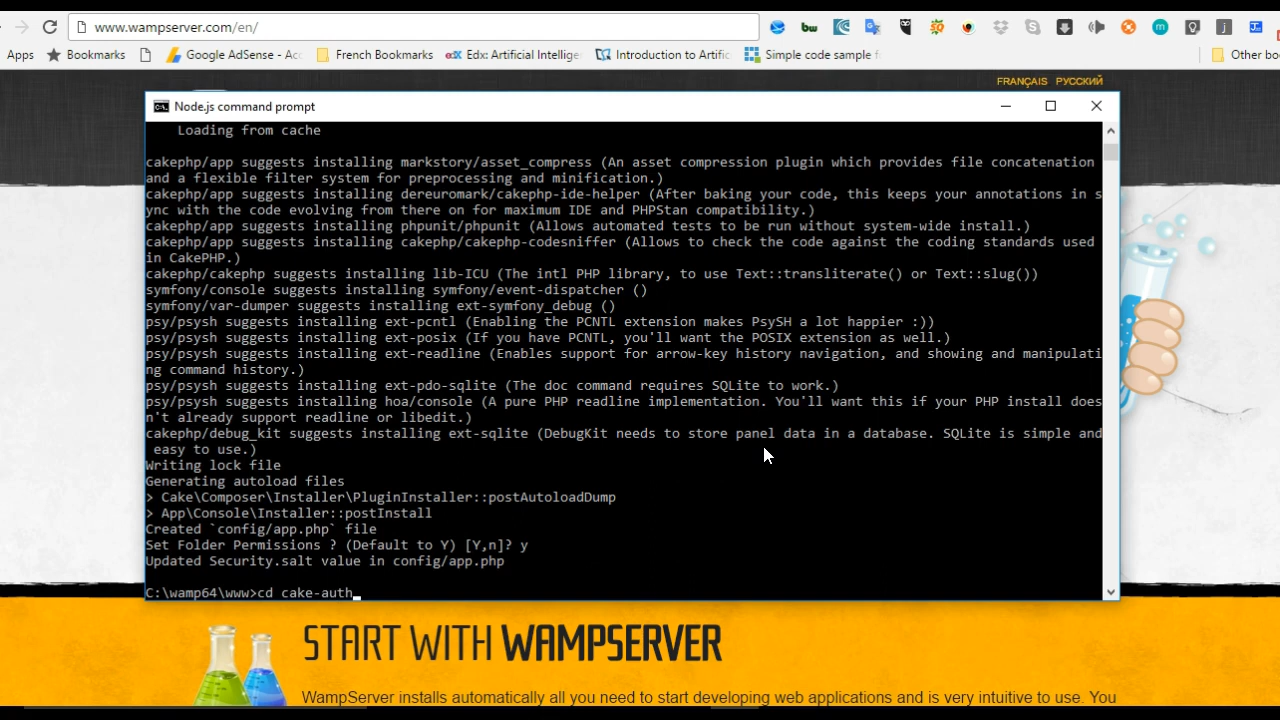 www.wampserver.com/en/
Apps Bookmarks Google AdSense - Acc French Bookmarks edX Edx: Artificial Intellige Introduction to Artific Simple code sample f Other bo
FRANÇAIS РУССКИЙ
Node.js command prompt
Loading from cache
cakephp/app suggests installing markstory/asset_compress (An asset compression plugin which provides file concatenation
and a flexible filter system for preprocessing and minification.)
cakephp/app suggests installing dereuromark/cakephp-ide-helper (After baking your code, this keeps your annotations in s
ync with the code evolving from there on for maximum IDE and PHPStan compatibility.)
cakephp/app suggests installing phpunit/phpunit (Allows automated tests to be run without system-wide install.)
cakephp/app suggests installing cakephp/cakephp-codesniffer (Allows to check the code against the coding standards used
in CakePHP.)
cakephp/cakephp suggests installing lib-ICU (The intl PHP library, to use Text::transliterate() or Text::slug())
symfony/console suggests installing symfony/event-dispatcher ()
symfony/var-dumper suggests installing ext-symfony_debug ()
psy/psysh suggests installing ext-pcntl (Enabling the PCNTL extension makes PsySH a lot happier :))
psy/psysh suggests installing ext-posix (If you have PCNTL, you'll want the POSIX extension as well.)
psy/psysh suggests installing ext-readline (Enables support for arrow-key history navigation, and showing and manipulati
ng command history.)
psy/psysh suggests installing ext-pdo-sqlite (The doc command requires SQLite to work.)
psy/psysh suggests installing hoa/console (A pure PHP readline implementation. You'll want this if your PHP install does
n't already support readline or libedit.)
cakephp/debug_kit suggests installing ext-sqlite (DebugKit needs to store panel data in a database. SQLite is simple and
easy to use.)
Writing lock file
Generating autoload files
> Cake\Composer\Installer\PluginInstaller::postAutoloadDump
> App\Console\Installer::postInstall
Created `config/app.php` file
Set Folder Permissions ? (Default to Y) [Y,n]? y
Updated Security.salt value in config/app.php
C:\wamp64\www>cd cake-auth
START WITH WAMPSERVER
WampServer installs automatically all you need to start developing web applications and is very intuitive to use. You